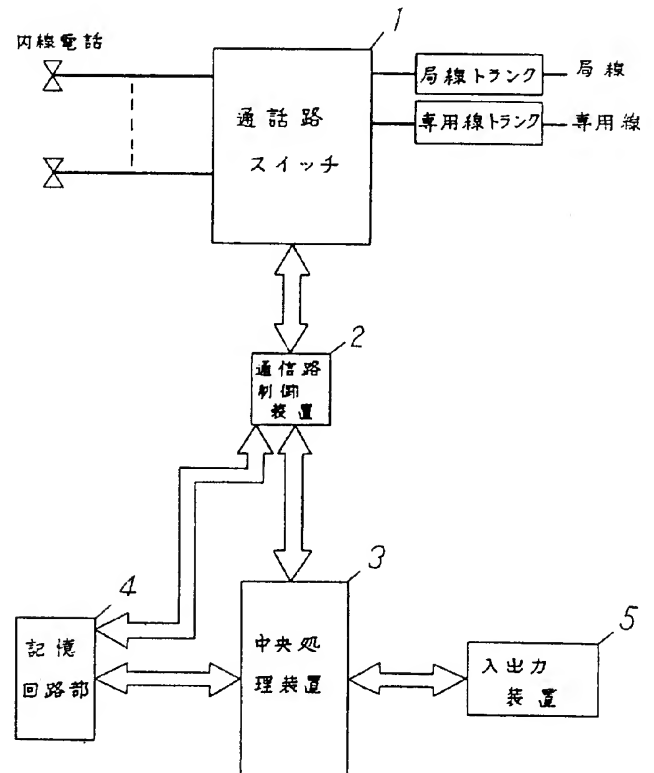 内線電話
1
通話路
スイッチ
局線トランク
局線
専用線トランク
専用線
2
通信路
制御
装置
3
中央処
理装置
4
記憶
回路部
5
入出力
装置